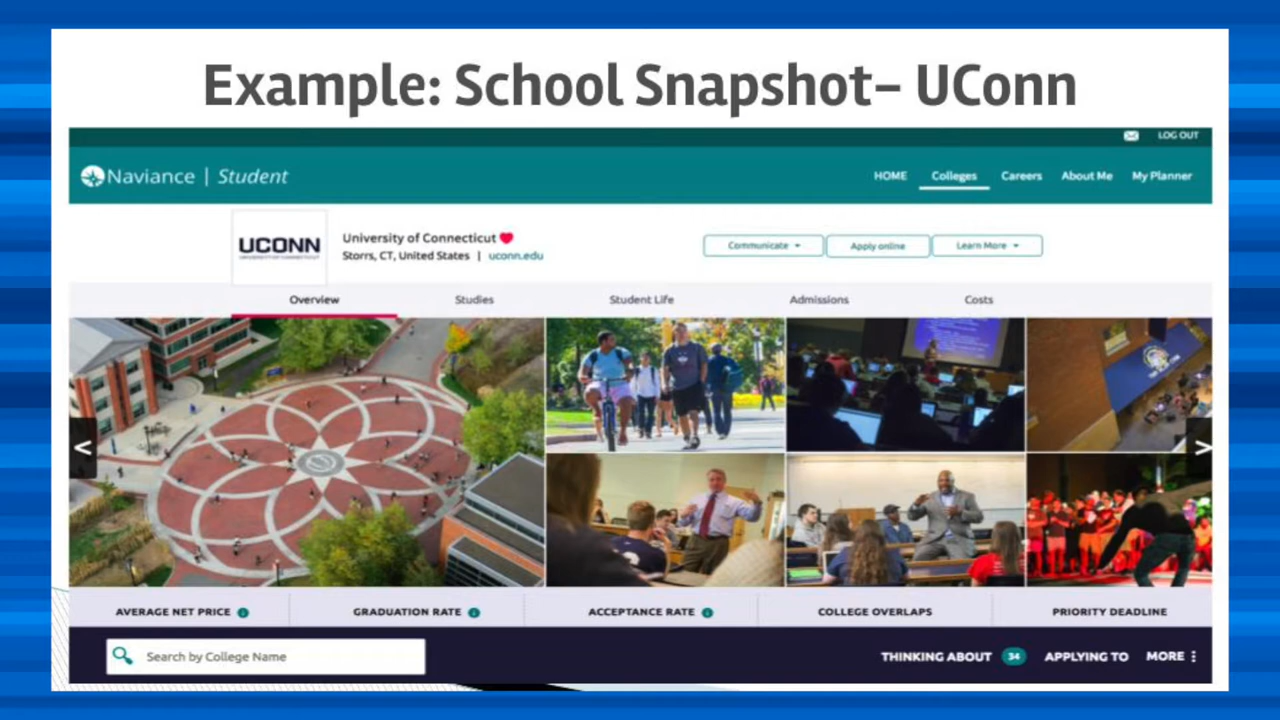 Example: School Snapshot– UConn
LOG OUT
Naviance | Student
HOME Colleges Careers About Me My Planner
UCONN
University of Connecticut
Storrs, CT, United States | uconn.edu
Communicate Apply online Learn More
Overview Studies Student Life Admissions Costs
< >
AVERAGE NET PRICE i GRADUATION RATE i ACCEPTANCE RATE i COLLEGE OVERLAPS PRIORITY DEADLINE
Search by College Name THINKING ABOUT 34 APPLYING TO MORE